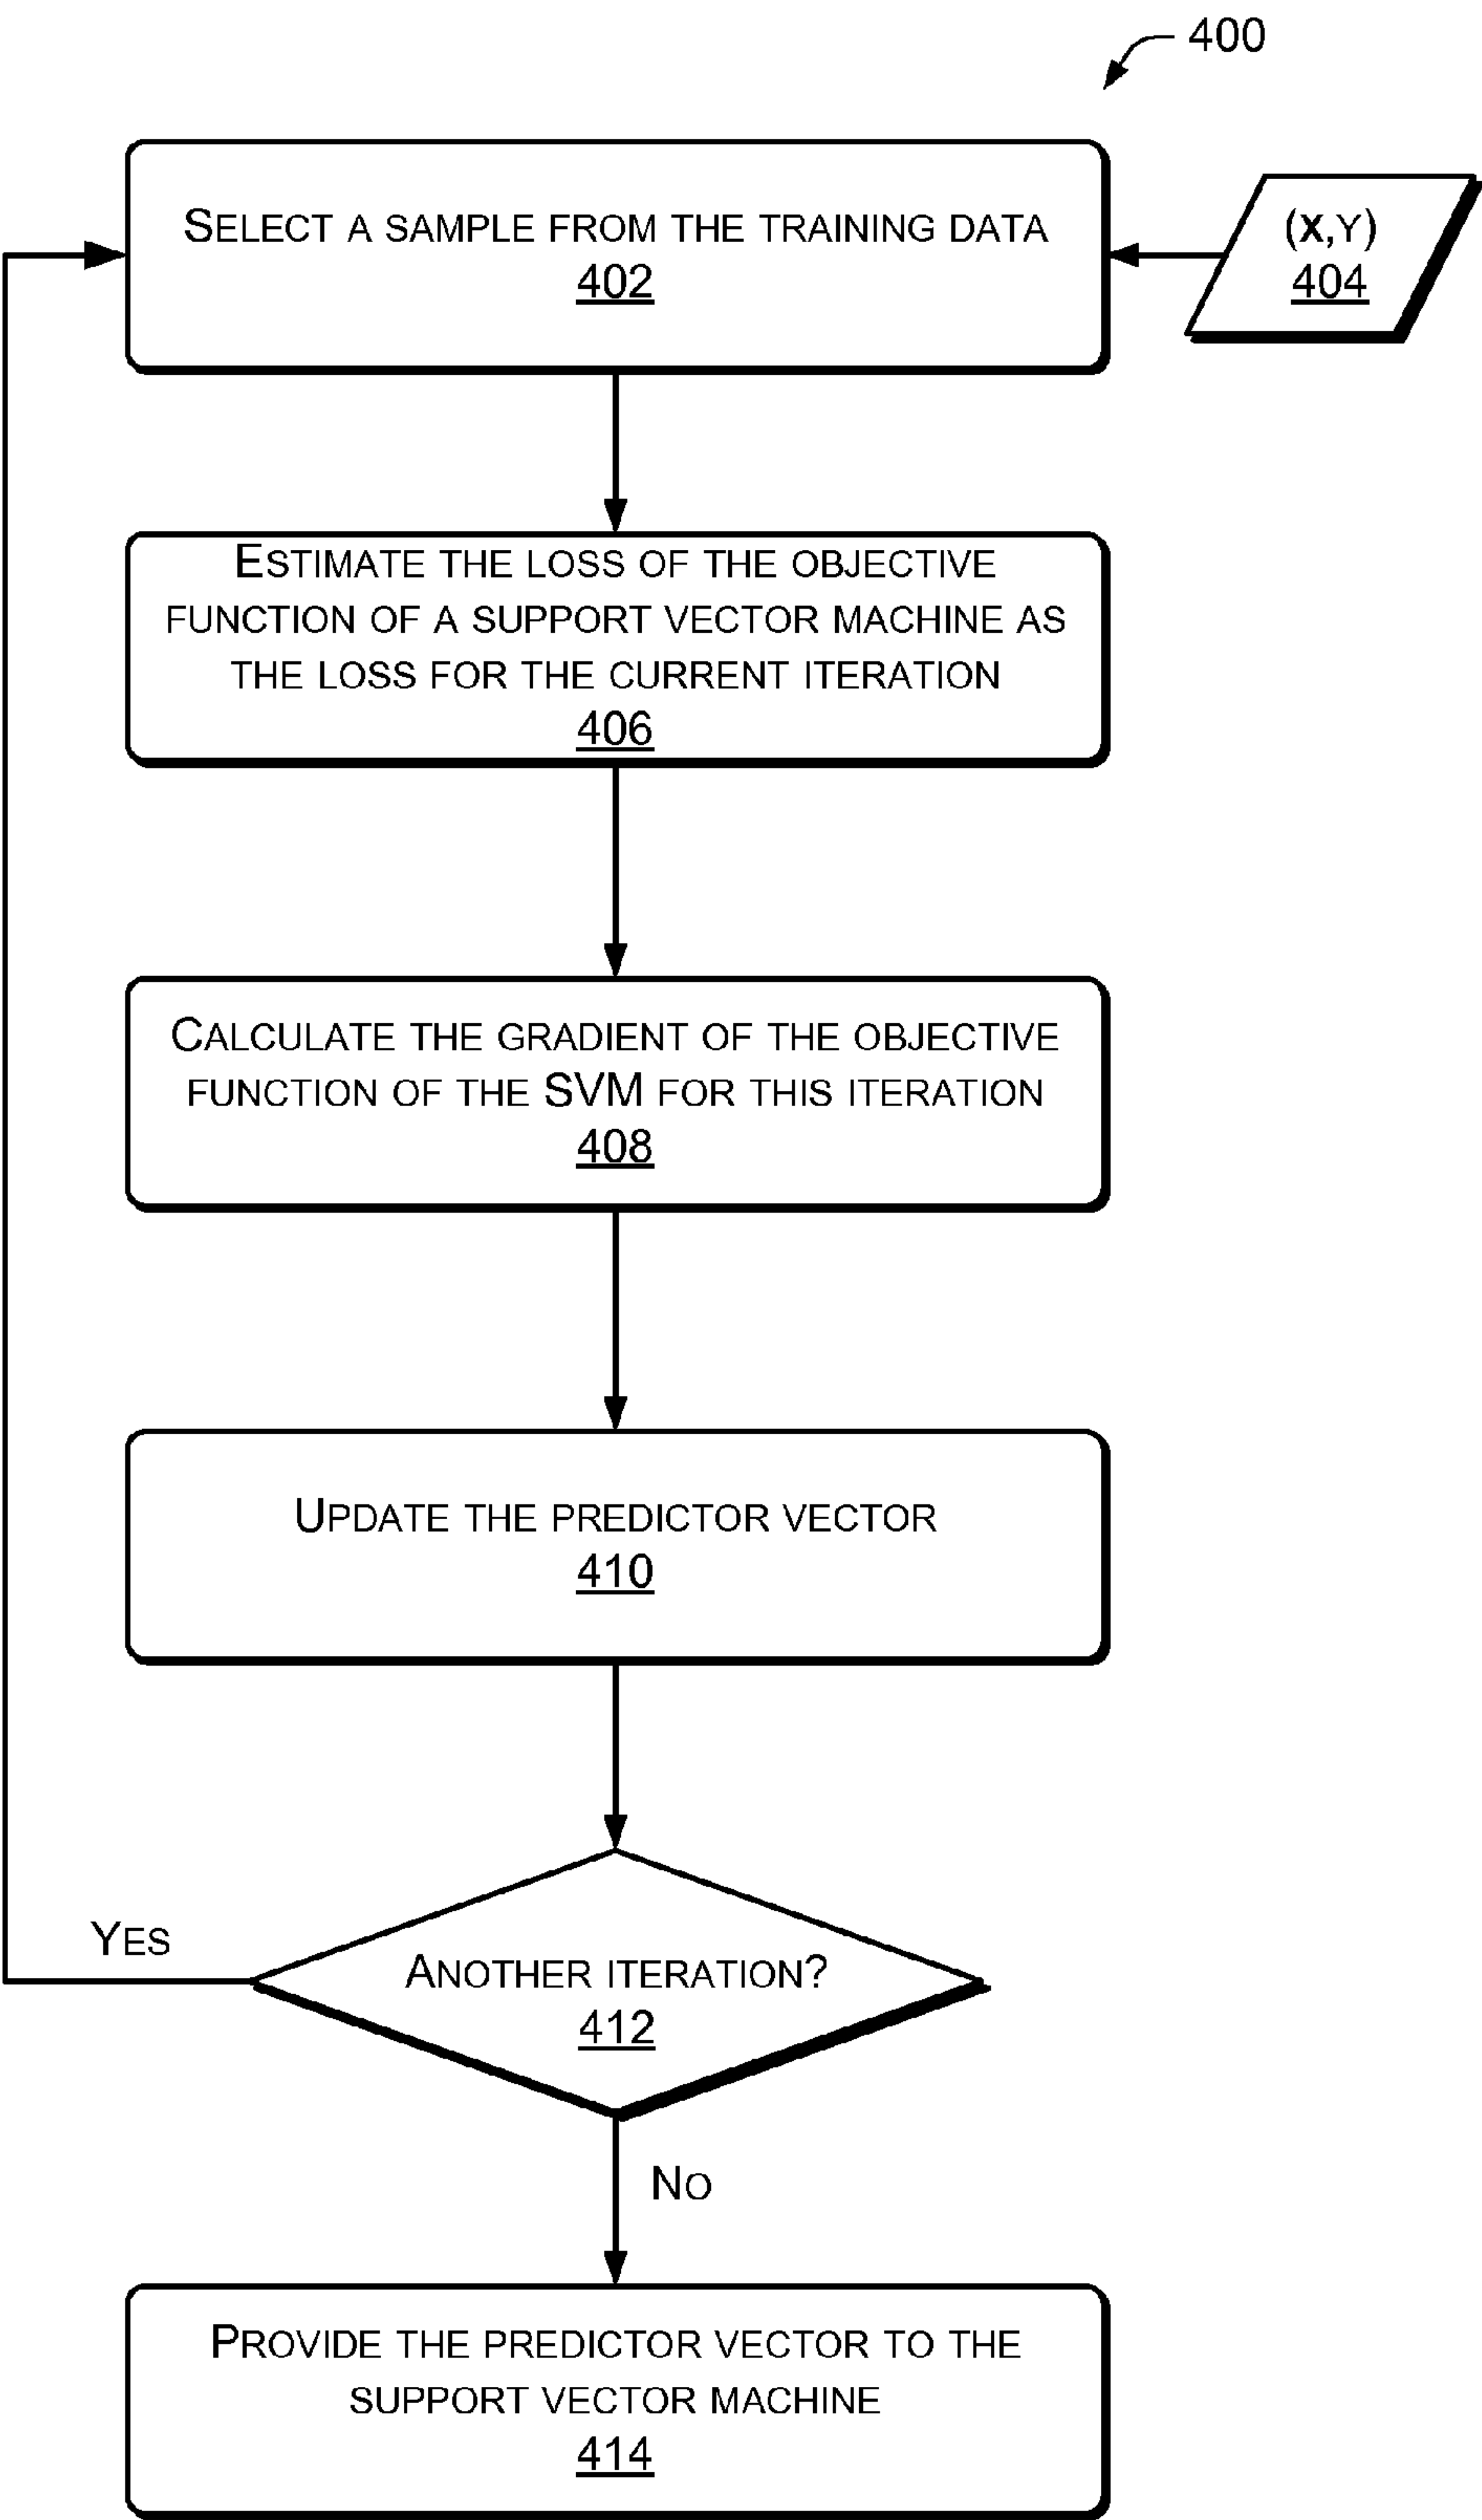 400
SELECT A SAMPLE FROM THE TRAINING DATA
402
(X,Y)
404
ESTIMATE THE LOSS OF THE OBJECTIVE
FUNCTION OF A SUPPORT VECTOR MACHINE AS
THE LOSS FOR THE CURRENT ITERATION
406
CALCULATE THE GRADIENT OF THE OBJECTIVE
FUNCTION OF THE SVM FOR THIS ITERATION
408
UPDATE THE PREDICTOR VECTOR
410
YES
ANOTHER ITERATION?
412
NO
PROVIDE THE PREDICTOR VECTOR TO THE
SUPPORT VECTOR MACHINE
414